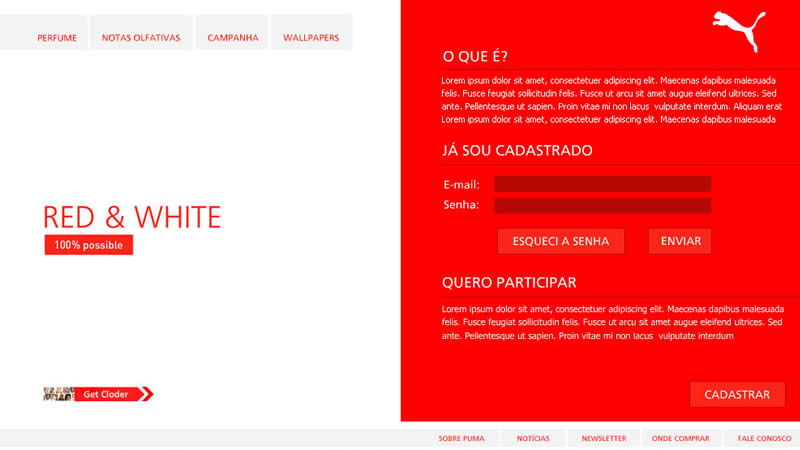 PERFUME
NOTAS OLFATIVAS
CAMPANHA
WALLPAPERS
RED & WHITE
100% possible
Get Cloder
O QUE É?
Lorem ipsum dolor sit amet, consectetuer adipiscing elit. Maecenas dapibus malesuada
felis. Fusce feugiat sollicitudin felis. Fusce ut arcu sit amet augue eleifend ultrices. Sed
ante. Pellentesque ut sapien. Proin vitae mi non lacus vulputate interdum. Aliquam erat
Lorem ipsum dolor sit amet, consectetuer adipiscing elit. Maecenas dapibus malesuada
JÁ SOU CADASTRADO
E-mail:
Senha:
ESQUECI A SENHA
ENVIAR
QUERO PARTICIPAR
Lorem ipsum dolor sit amet, consectetuer adipiscing elit. Maecenas dapibus malesuada
felis. Fusce feugiat sollicitudin felis. Fusce ut arcu sit amet augue eleifend ultrices. Sed
ante. Pellentesque ut sapien. Proin vitae mi non lacus vulputate interdum
CADASTRAR
SOBRE PUMA
NOTÍCIAS
NEWSLETTER
ONDE COMPRAR
FALE CONOSCO